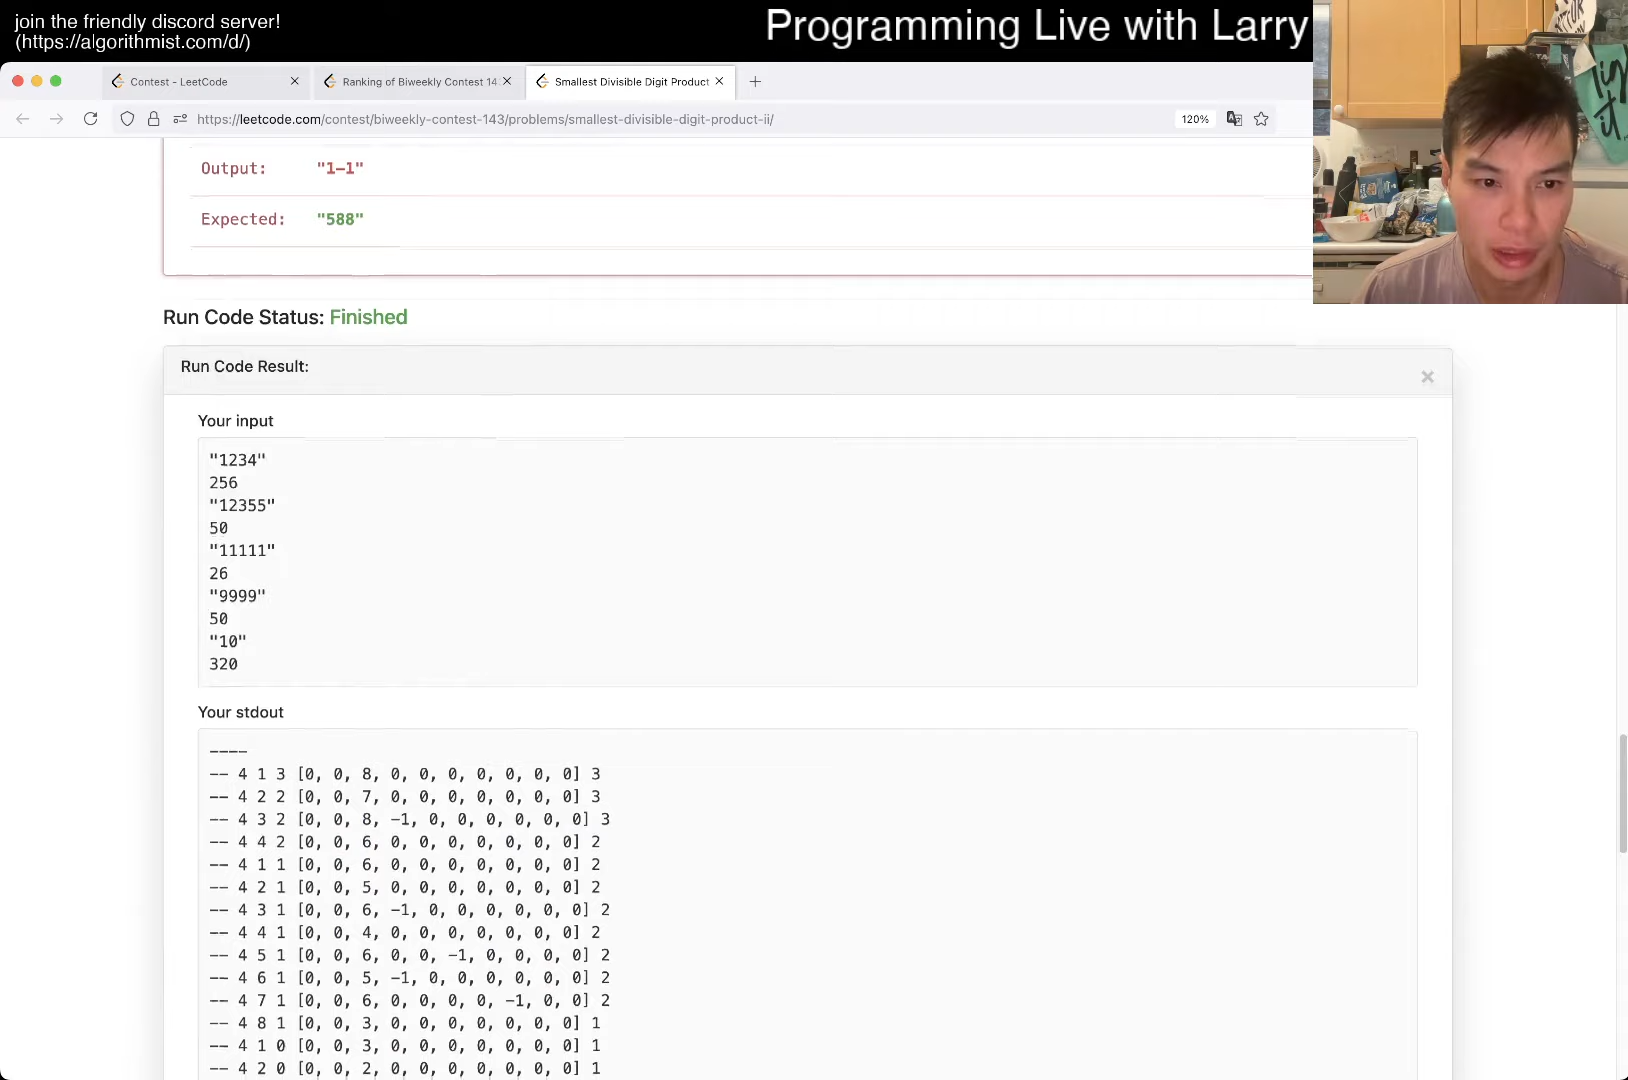 join the friendly discord server!
(https://algorithmist.com/d/)
Programming Live with Larry
Contest - LeetCode
Ranking of Biweekly Contest 14
Smallest Divisible Digit Product
https://leetcode.com/contest/biweekly-contest-143/problems/smallest-divisible-digit-product-ii/
120%
Output: "1-1"
Expected: "588"
Run Code Status: Finished
Run Code Result:
Your input
"1234"
256
"12355"
50
"11111"
26
"9999"
50
"10"
320
Your stdout
----
-- 4 1 3 [0, 0, 8, 0, 0, 0, 0, 0, 0, 0] 3
-- 4 2 2 [0, 0, 7, 0, 0, 0, 0, 0, 0, 0] 3
-- 4 3 2 [0, 0, 8, -1, 0, 0, 0, 0, 0, 0] 3
-- 4 4 2 [0, 0, 6, 0, 0, 0, 0, 0, 0, 0] 2
-- 4 1 1 [0, 0, 6, 0, 0, 0, 0, 0, 0, 0] 2
-- 4 2 1 [0, 0, 5, 0, 0, 0, 0, 0, 0, 0] 2
-- 4 3 1 [0, 0, 6, -1, 0, 0, 0, 0, 0, 0] 2
-- 4 4 1 [0, 0, 4, 0, 0, 0, 0, 0, 0, 0] 2
-- 4 5 1 [0, 0, 6, 0, 0, -1, 0, 0, 0, 0] 2
-- 4 6 1 [0, 0, 5, -1, 0, 0, 0, 0, 0, 0] 2
-- 4 7 1 [0, 0, 6, 0, 0, 0, 0, -1, 0, 0] 2
-- 4 8 1 [0, 0, 3, 0, 0, 0, 0, 0, 0, 0] 1
-- 4 1 0 [0, 0, 3, 0, 0, 0, 0, 0, 0, 0] 1
-- 4 2 0 [0, 0, 2, 0, 0, 0, 0, 0, 0, 0] 1